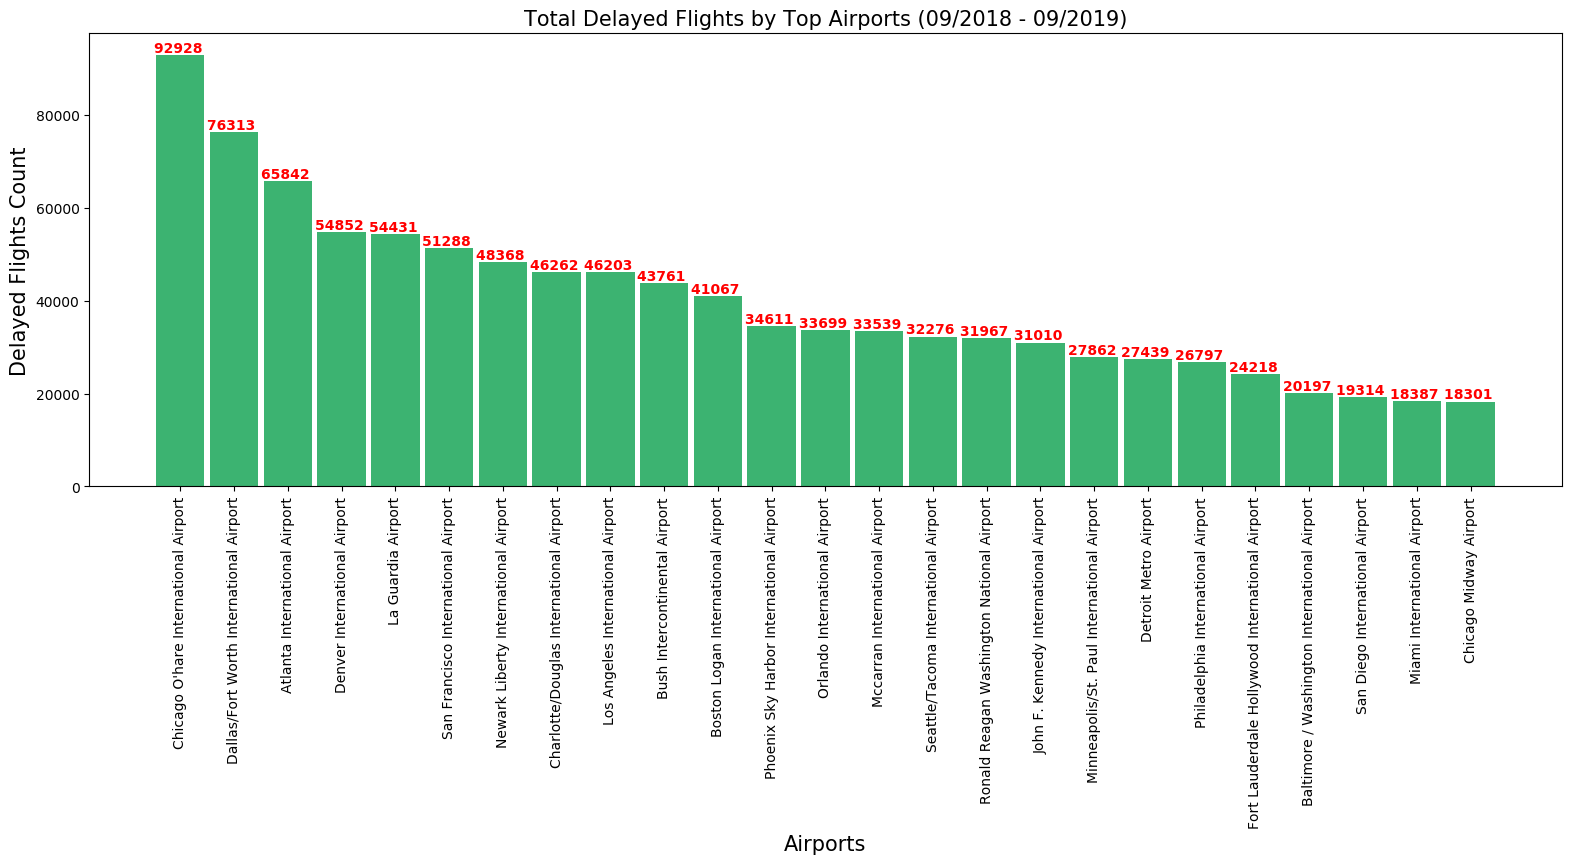 Total Delayed Flights by Top Airports (09/2018 - 09/2019)
Delayed Flights Count
80000
60000
40000
20000
0
92928
76313
65842
54852
54431
51288
48368
46262
46203
43761
41067
34611
33699
33539
32276
31967
31010
27862
27439
26797
24218
20197
19314
18387
18301
Chicago O'hare International Airport
Dallas/Fort Worth International Airport
Atlanta International Airport
Denver International Airport
La Guardia Airport
San Francisco International Airport
Newark Liberty International Airport
Charlotte/Douglas International Airport
Los Angeles International Airport
Bush Intercontinental Airport
Boston Logan International Airport
Phoenix Sky Harbor International Airport
Orlando International Airport
Mccarran International Airport
Seattle/Tacoma International Airport
Ronald Reagan Washington National Airport
John F. Kennedy International Airport
Minneapolis/St. Paul International Airport
Detroit Metro Airport
Philadelphia International Airport
Fort Lauderdale Hollywood International Airport
Baltimore / Washington International Airport
San Diego International Airport
Miami International Airport
Chicago Midway Airport
Airports